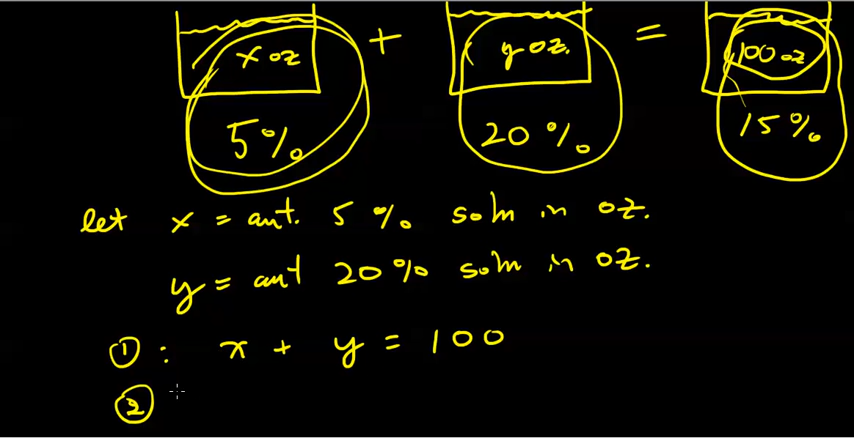 x oz + y oz. = 100 oz
5% 20% 15%
let x = amt. 5% soln in oz.
y = amt 20% soln in oz.
① : x + y = 100
②